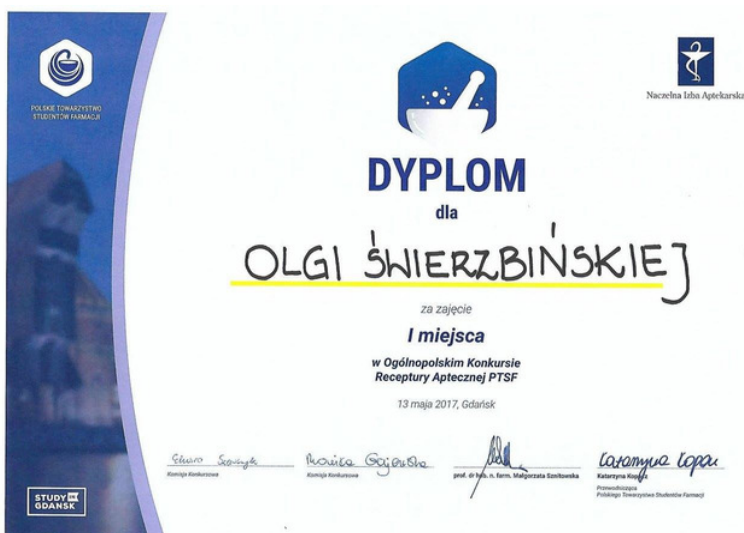 POLSKIE TOWARZYSTWO
STUDENTÓW FARMACJI
Naczelna Izba Aptekarska
DYPLOM
dla
OLGI ŚWIERZBIŃSKIEJ
za zajęcie
I miejsca
w Ogólnopolskim Konkursie
Receptury Aptecznej PTSF
13 maja 2017, Gdańsk
Komisja Konkursowa
Komisja Konkursowa
prof. dr hab. n. farm. Małgorzata Sznitowska
Katarzyna Kopeć
Przewodnicząca
Polskiego Towarzystwa Studentów Farmacji
STUDY IN
GDANSK